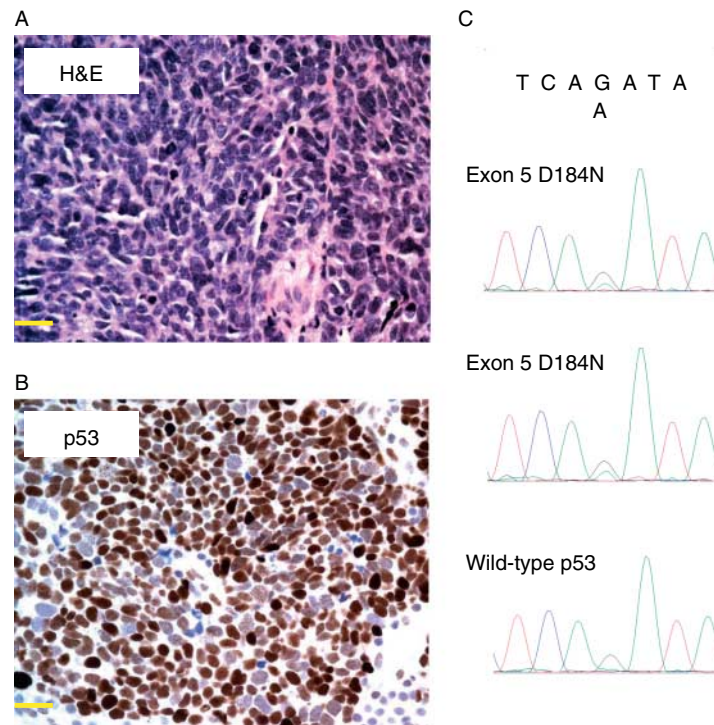 A
H&E
B
p53
C
T C A G A T A
A
Exon 5 D184N
Exon 5 D184N
Wild-type p53